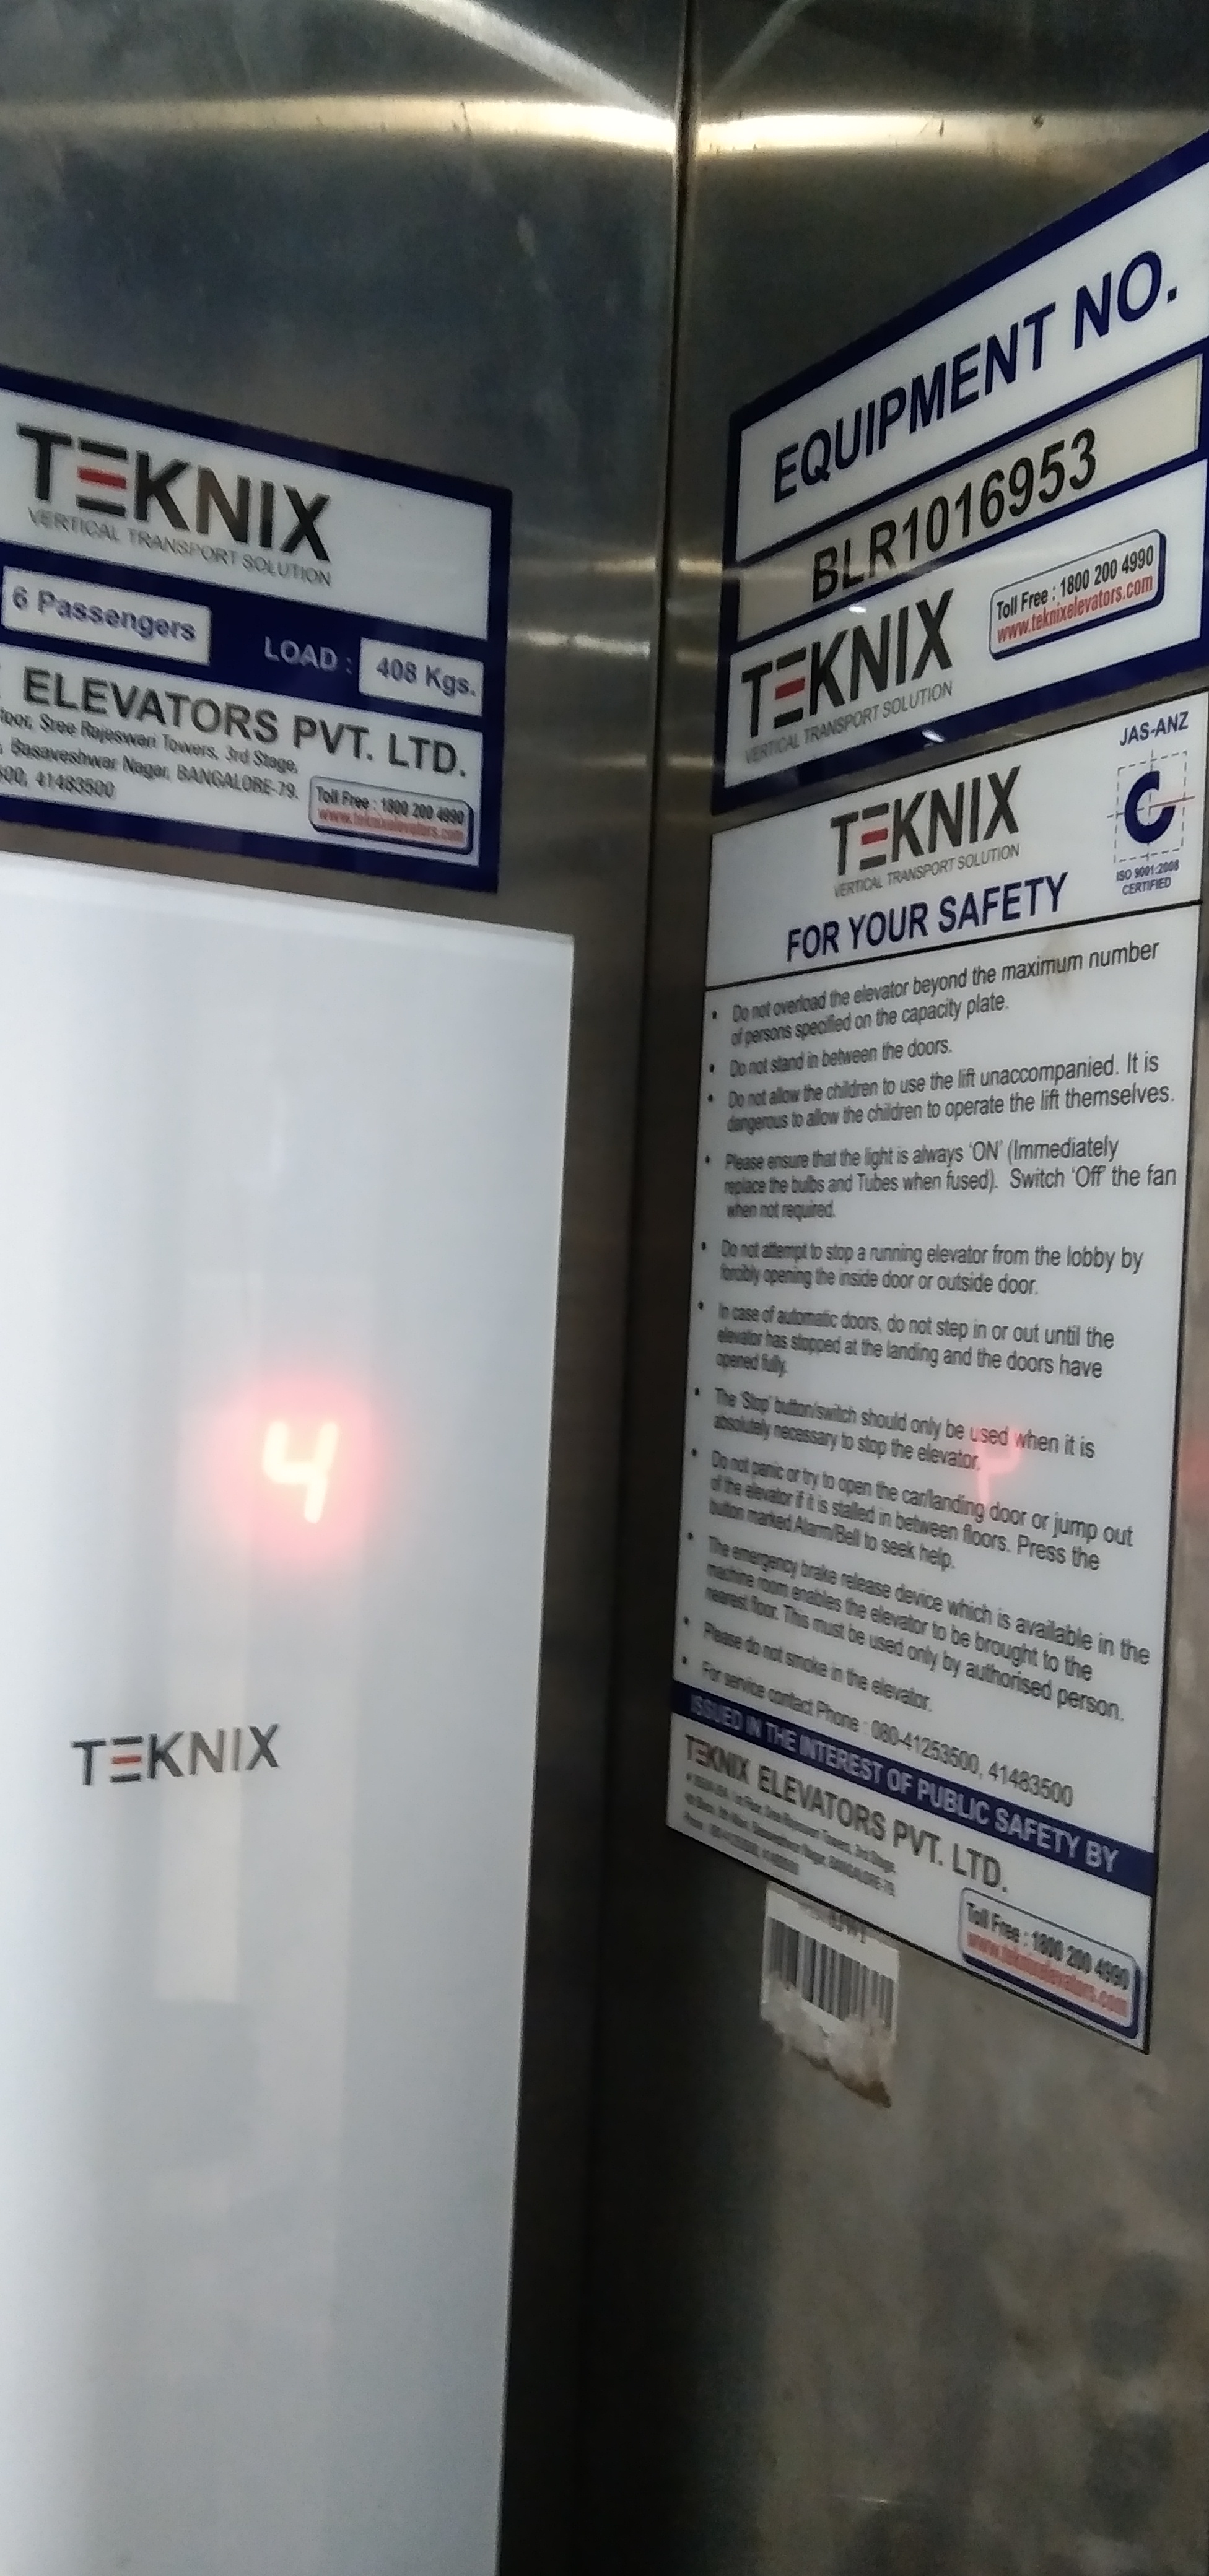 TEKNIX
VERTICAL TRANSPORT SOLUTION
6 Passengers
LOAD : 408 Kgs.
ELEVATORS PVT. LTD.
Sree Rajeswari Towers, 3rd Stage,
Basaveshwar Nagar, BANGALORE-79.
41483500
Toll Free : 1800 200 4990
www.teknixelevators.com
4
TEKNIX
EQUIPMENT NO.
BLR1016953
TEKNIX
VERTICAL TRANSPORT SOLUTION
Toll Free : 1800 200 4990
www.teknixelevators.com
JAS-ANZ
TEKNIX
VERTICAL TRANSPORT SOLUTION
ISO 9001:2008
CERTIFIED
FOR YOUR SAFETY
• Do not overload the elevator beyond the maximum number
of persons specified on the capacity plate.
• Do not stand in between the doors.
• Do not allow the children to use the lift unaccompanied. It is
dangerous to allow the children to operate the lift themselves.
• Please ensure that the light is always 'ON' (Immediately
replace the bulbs and Tubes when fused). Switch 'Off' the fan
when not required.
• Do not attempt to stop a running elevator from the lobby by
forcibly opening the inside door or outside door.
• In case of automatic doors, do not step in or out until the
elevator has stopped at the landing and the doors have
opened fully.
• The 'Stop' button/switch should only be used when it is
absolutely necessary to stop the elevator.
• Do not panic or try to open the car/landing door or jump out
of the elevator if it is stalled in between floors. Press the
button marked Alarm/Bell to seek help.
• The emergency brake release device which is available in the
machine room enables the elevator to be brought to the
nearest floor. This must be used only by authorised person.
• Please do not smoke in the elevator.
• For service contact Phone : 080-41253500, 41483500
ISSUED IN THE INTEREST OF PUBLIC SAFETY BY
TEKNIX ELEVATORS PVT. LTD.
Toll Free : 1800 200 4990
www.teknixelevators.com